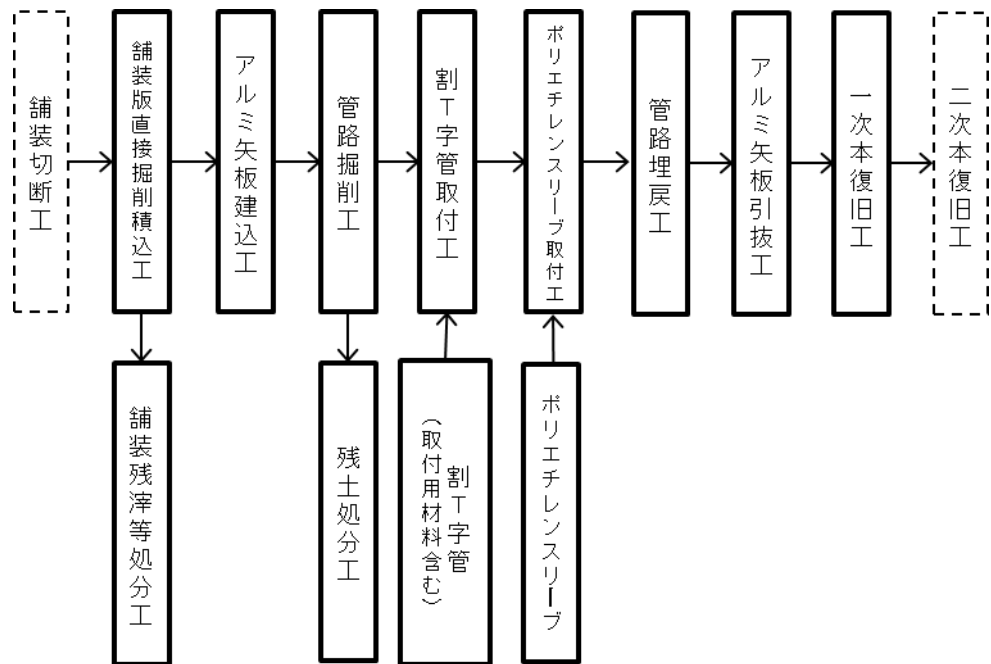 舗装切断工
舗装版直接掘削積込工
アルミ矢板建込工
管路掘削工
割T字管取付工
ポリエチレンスリーブ取付工
管路埋戻工
アルミ矢板引抜工
一次本復旧工
二次本復旧工
舗装残滓等処分工
残土処分工
割T字管
(取付用材料含む)
ポリエチレンスリーブ